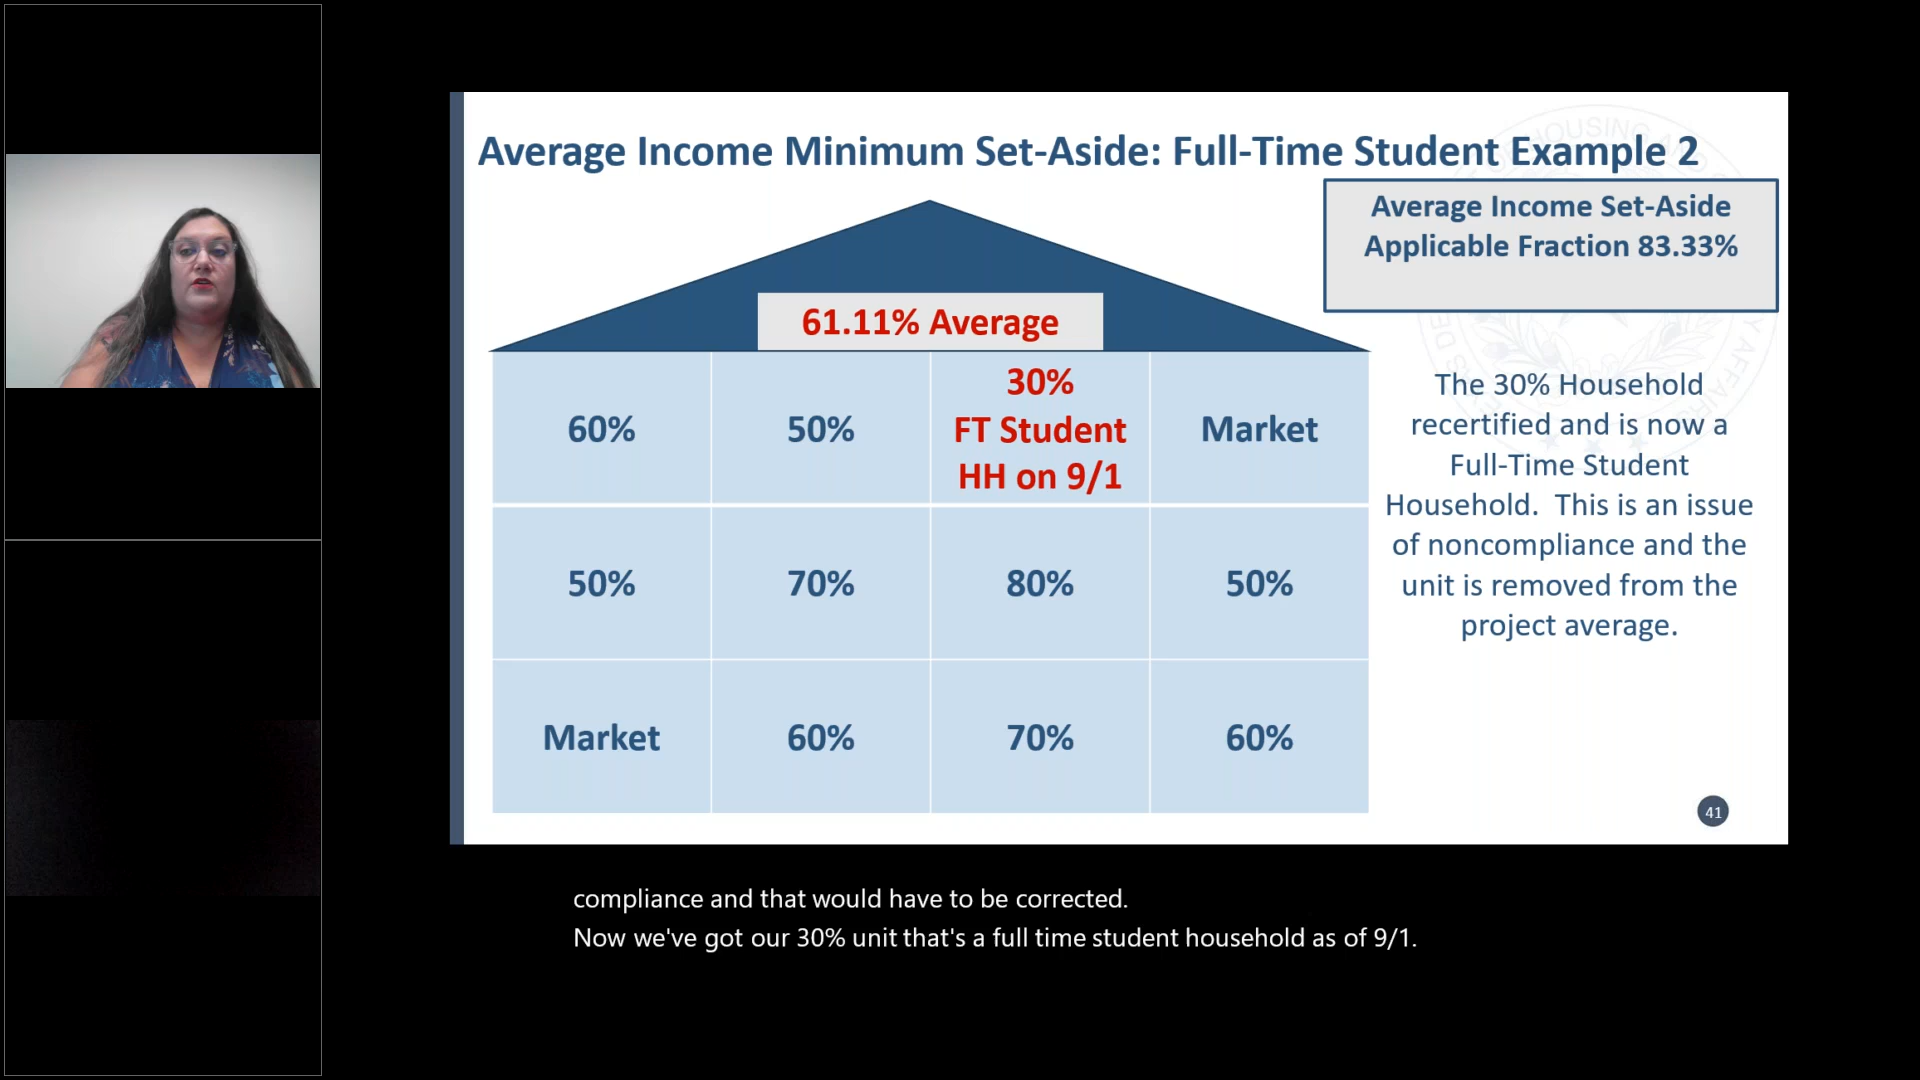 Average Income Minimum Set-Aside: Full-Time Student Example 2
Average Income Set-Aside
Applicable Fraction 83.33%
61.11% Average
60%
50%
30%
FT Student
HH on 9/1
Market
50%
70%
80%
50%
Market
60%
70%
60%
The 30% Household
recertified and is now a
Full-Time Student
Household.  This is an issue
of noncompliance and the
unit is removed from the
project average.
41
compliance and that would have to be corrected.
Now we've got our 30% unit that's a full time student household as of 9/1.